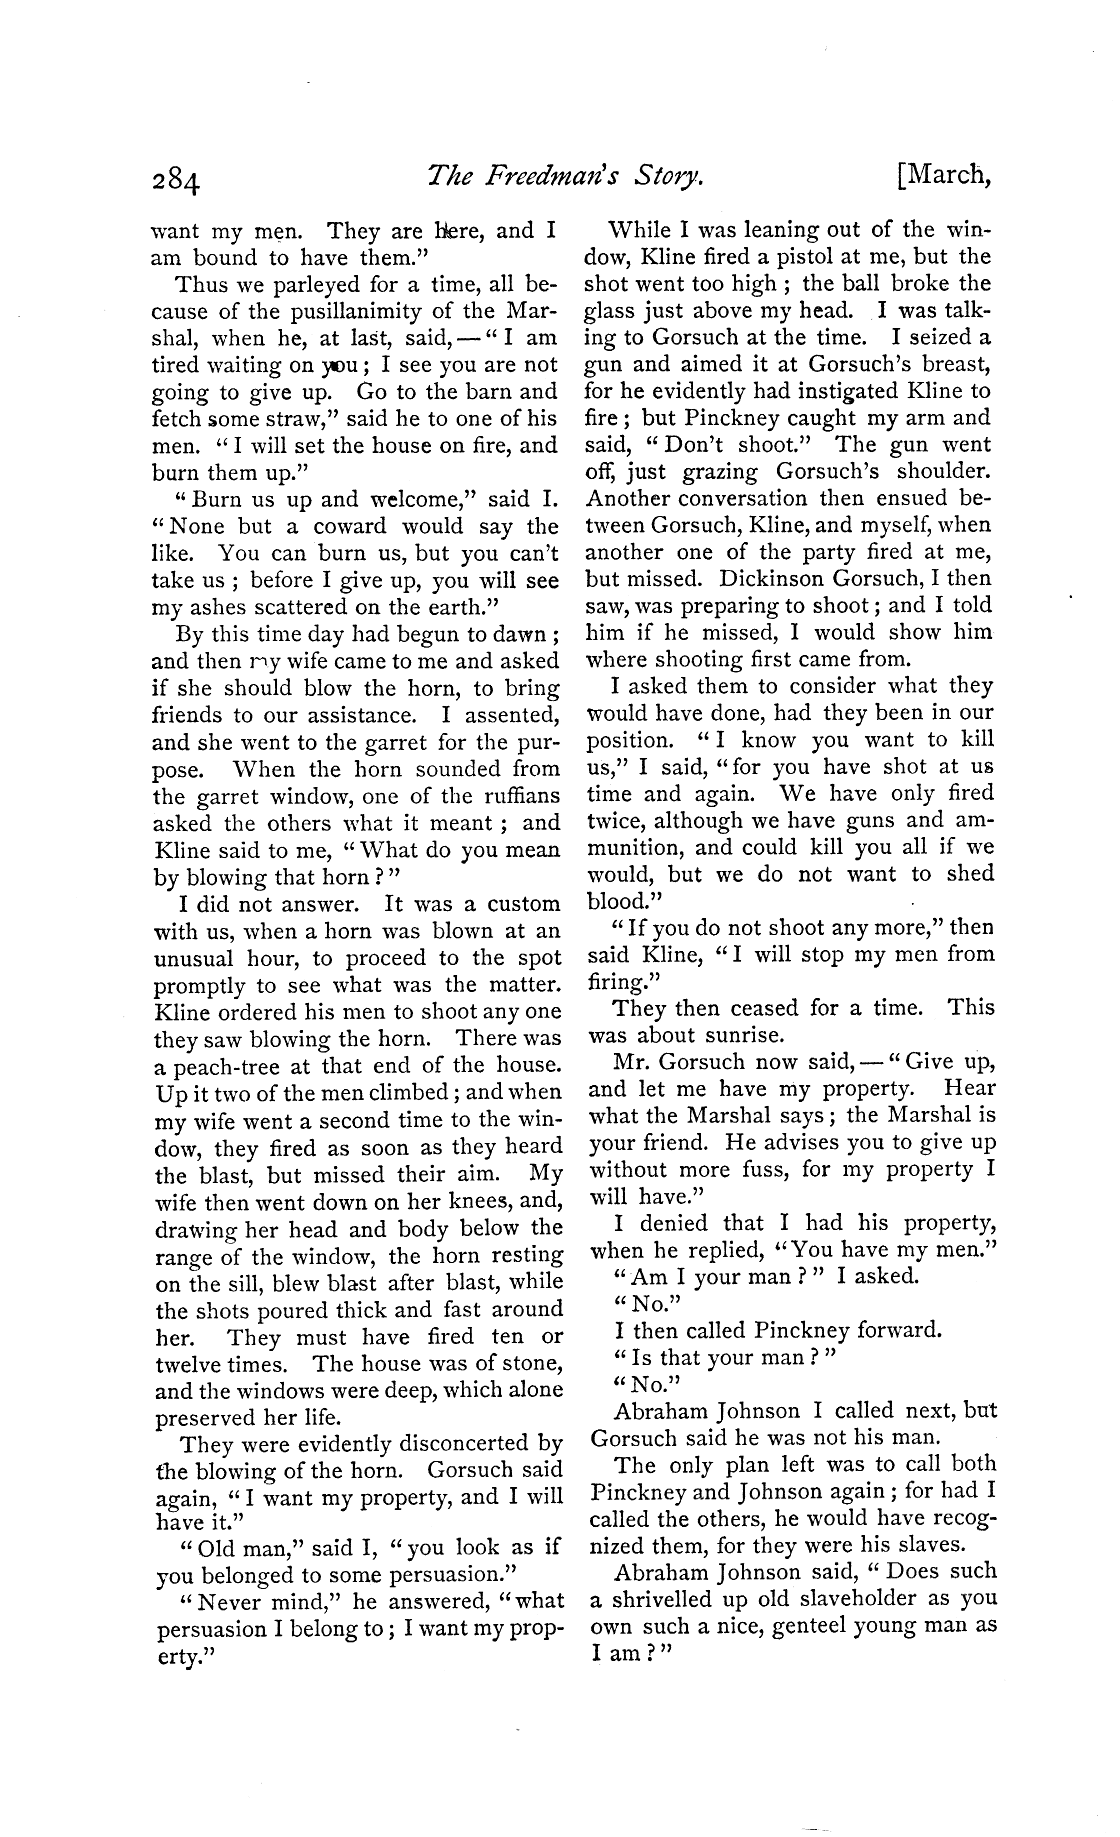 284 The Freedman's Story. [March,
want my men. They are here, and I
am bound to have them.”
Thus we parleyed for a time, all be-
cause of the pusillanimity of the Mar-
shal, when he, at last, said, — “I am
tired waiting on you; I see you are not
going to give up. Go to the barn and
fetch some straw,” said he to one of his
men. “I will set the house on fire, and
burn them up.”
“Burn us up and welcome,” said I.
“None but a coward would say the
like. You can burn us, but you can't
take us; before I give up, you will see
my ashes scattered on the earth.”
By this time day had begun to dawn;
and then my wife came to me and asked
if she should blow the horn, to bring
friends to our assistance. I assented,
and she went to the garret for the pur-
pose. When the horn sounded from
the garret window, one of the ruffians
asked the others what it meant; and
Kline said to me, “What do you mean
by blowing that horn?”
I did not answer. It was a custom
with us, when a horn was blown at an
unusual hour, to proceed to the spot
promptly to see what was the matter.
Kline ordered his men to shoot any one
they saw blowing the horn. There was
a peach-tree at that end of the house.
Up it two of the men climbed; and when
my wife went a second time to the win-
dow, they fired as soon as they heard
the blast, but missed their aim. My
wife then went down on her knees, and,
drawing her head and body below the
range of the window, the horn resting
on the sill, blew blast after blast, while
the shots poured thick and fast around
her. They must have fired ten or
twelve times. The house was of stone,
and the windows were deep, which alone
preserved her life.
They were evidently disconcerted by
the blowing of the horn. Gorsuch said
again, “I want my property, and I will
have it.”
“Old man,” said I, “you look as if
you belonged to some persuasion.”
“Never mind,” he answered, “what
persuasion I belong to; I want my prop-
erty.”
While I was leaning out of the win-
dow, Kline fired a pistol at me, but the
shot went too high; the ball broke the
glass just above my head. I was talk-
ing to Gorsuch at the time. I seized a
gun and aimed it at Gorsuch's breast,
for he evidently had instigated Kline to
fire; but Pinckney caught my arm and
said, “Don't shoot.” The gun went
off, just grazing Gorsuch's shoulder.
Another conversation then ensued be-
tween Gorsuch, Kline, and myself, when
another one of the party fired at me,
but missed. Dickinson Gorsuch, I then
saw, was preparing to shoot; and I told
him if he missed, I would show him
where shooting first came from.
I asked them to consider what they
would have done, had they been in our
position. “I know you want to kill
us,” I said, “for you have shot at us
time and again. We have only fired
twice, although we have guns and am-
munition, and could kill you all if we
would, but we do not want to shed
blood.”
“If you do not shoot any more,” then
said Kline, “I will stop my men from
firing.”
They then ceased for a time. This
was about sunrise.
Mr. Gorsuch now said, — “Give up,
and let me have my property. Hear
what the Marshal says; the Marshal is
your friend. He advises you to give up
without more fuss, for my property I
will have.”
I denied that I had his property,
when he replied, “You have my men.”
“Am I your man?” I asked.
“No.”
I then called Pinckney forward.
“Is that your man?”
“No.”
Abraham Johnson I called next, but
Gorsuch said he was not his man.
The only plan left was to call both
Pinckney and Johnson again; for had I
called the others, he would have recog-
nized them, for they were his slaves.
Abraham Johnson said, “Does such
a shrivelled up old slaveholder as you
own such a nice, genteel young man as
I am?”